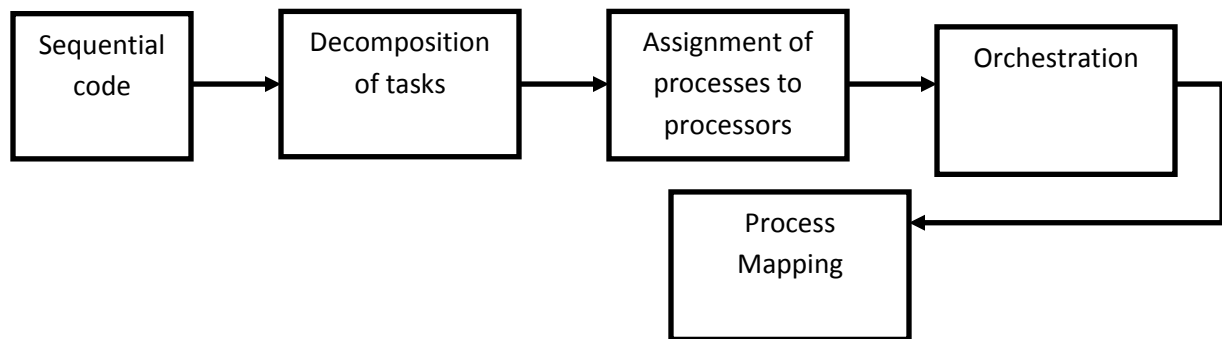 Sequential
code
Decomposition
of tasks
Assignment of
processes to
processors
Orchestration
Process
Mapping